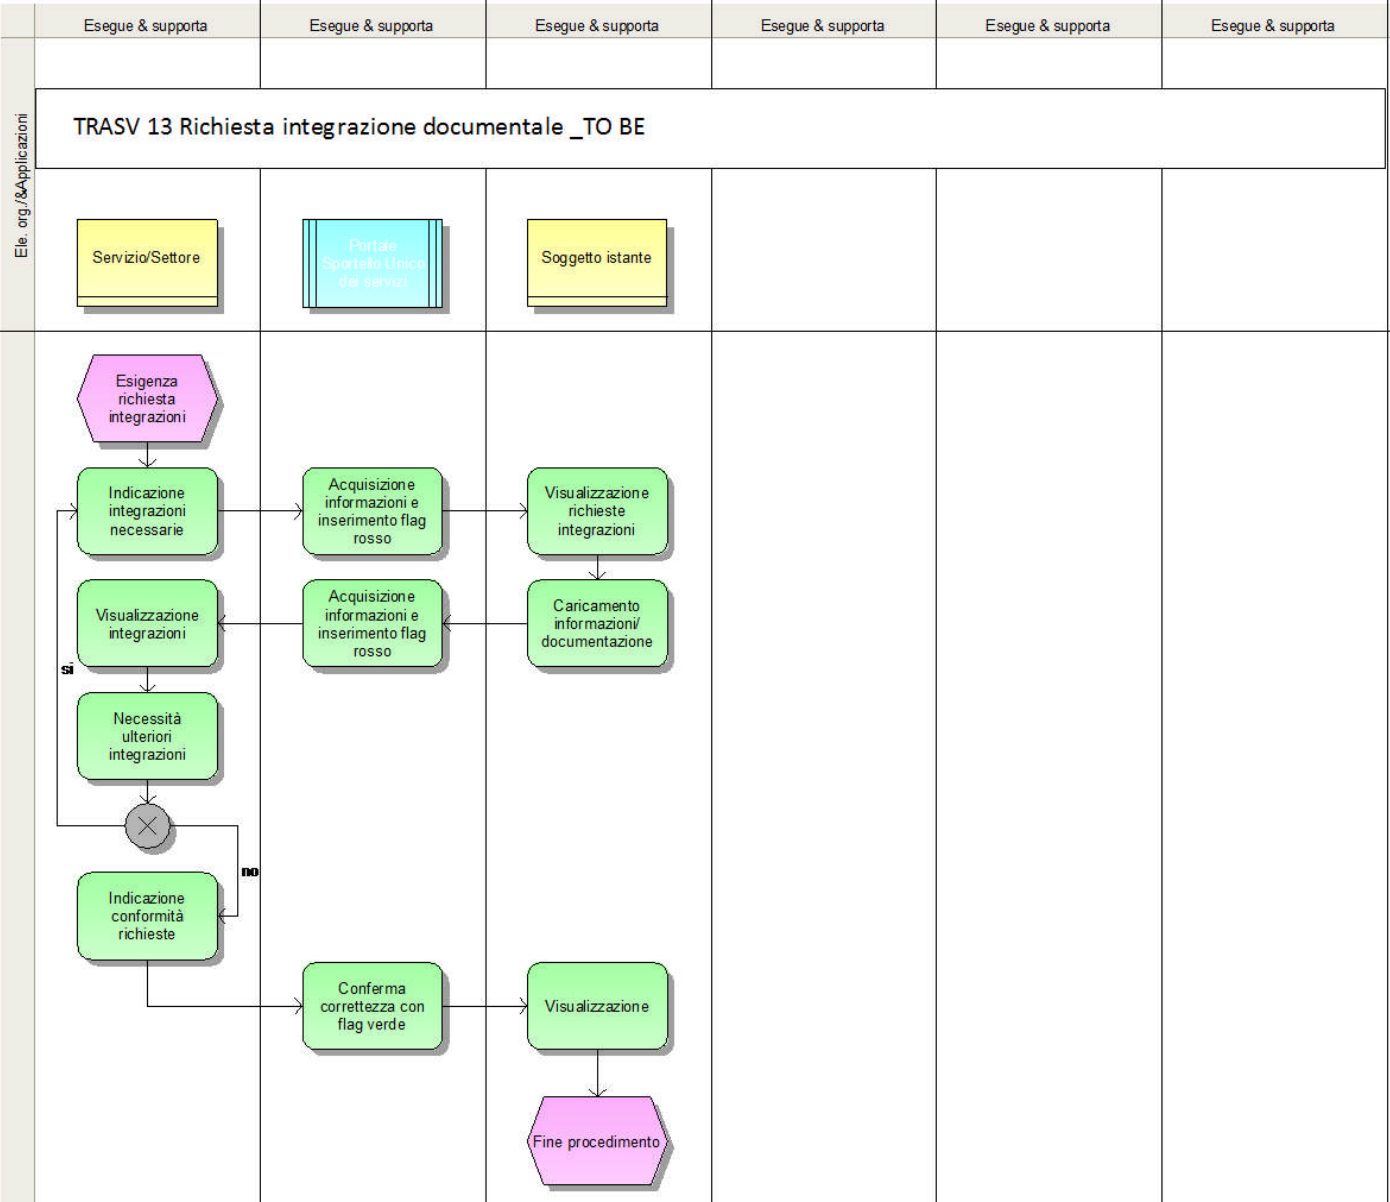 Esegue & supporta
Esegue & supporta
Esegue & supporta
Esegue & supporta
Esegue & supporta
Esegue & supporta
Ele. org./&Applicazioni
TRASV 13 Richiesta integrazione documentale _TO BE
Servizio/Settore
Portale
Sportello Unico
dei servizi
Soggetto istante
Esigenza
richiesta
integrazioni
Indicazione
integrazioni
necessarie
Acquisizione
informazioni e
inserimento flag
rosso
Visualizzazione
richieste
integrazioni
Visualizzazione
integrazioni
Acquisizione
informazioni e
inserimento flag
rosso
Caricamento
informazioni/
documentazione
si
Necessità
ulteriori
integrazioni
no
Indicazione
conformità
richieste
Conferma
correttezza con
flag verde
Visualizzazione
Fine procedimento